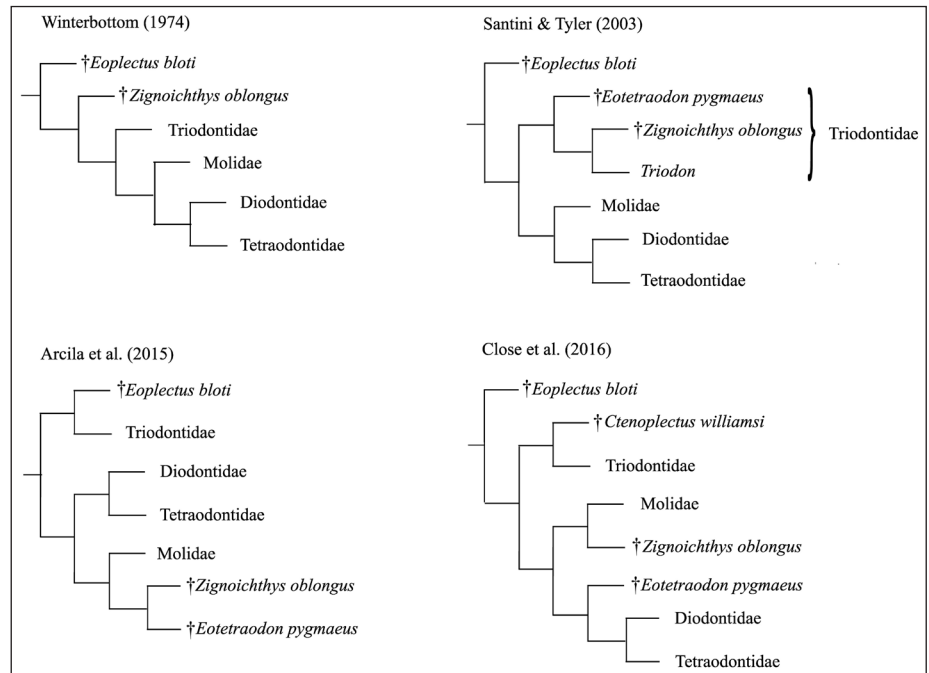 Winterbottom (1974)
†Eoplectus bloti
†Zignoichthys oblongus
Triodontidae
Molidae
Diodontidae
Tetraodontidae
Santini & Tyler (2003)
†Eoplectus bloti
†Eotetraodon pygmaeus
†Zignoichthys oblongus
Triodon
Triodontidae
Molidae
Diodontidae
Tetraodontidae
Arcila et al. (2015)
†Eoplectus bloti
Triodontidae
Diodontidae
Tetraodontidae
Molidae
†Zignoichthys oblongus
†Eotetraodon pygmaeus
Close et al. (2016)
†Eoplectus bloti
†Ctenoplectus williamsi
Triodontidae
Molidae
†Zignoichthys oblongus
†Eotetraodon pygmaeus
Diodontidae
Tetraodontidae